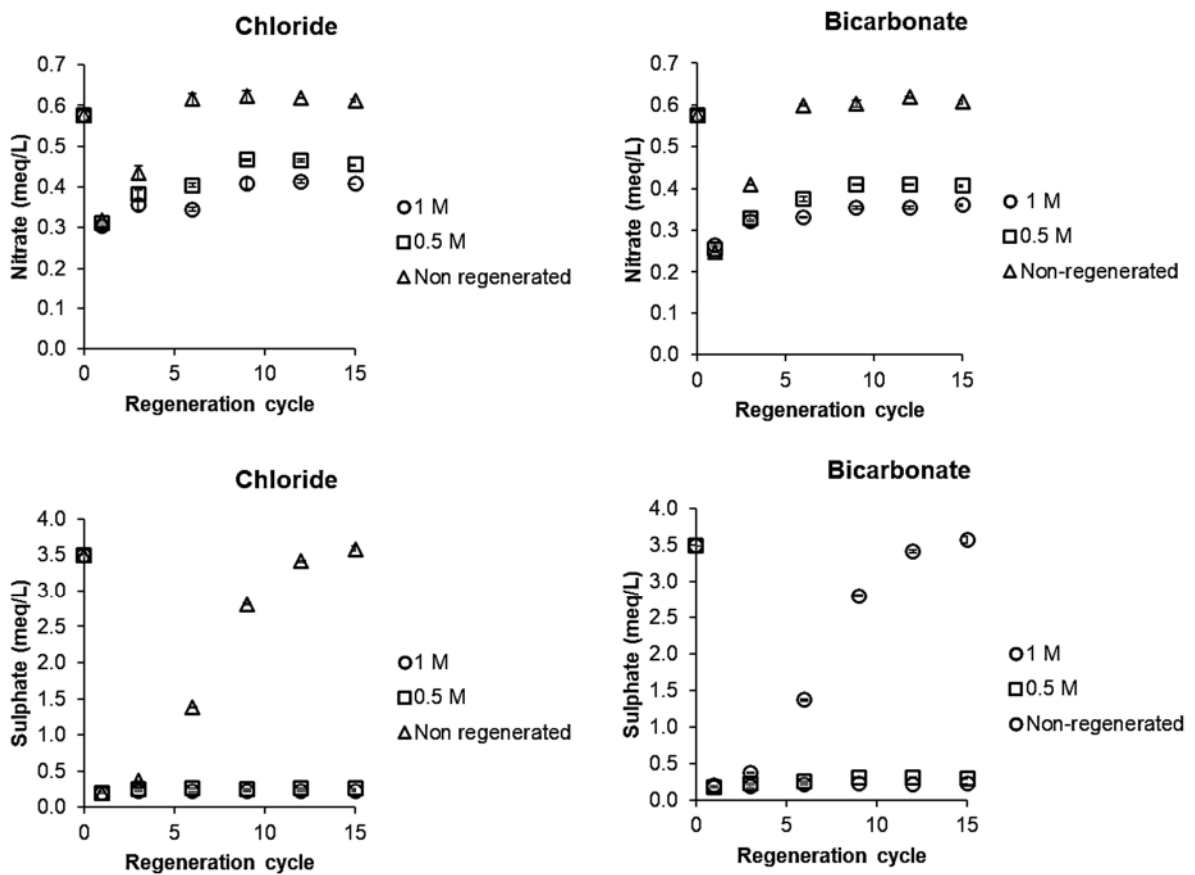 Chloride
Nitrate (meq/L)
0.7
0.6
0.5
0.4
0.3
0.2
0.1
0.0
0 5 10 15
Regeneration cycle
1 M
0.5 M
Non regenerated
Bicarbonate
Nitrate (meq/L)
0.7
0.6
0.5
0.4
0.3
0.2
0.1
0.0
0 5 10 15
Regeneration cycle
1 M
0.5 M
Non-regenerated
Chloride
Sulphate (meq/L)
4.0
3.5
3.0
2.5
2.0
1.5
1.0
0.5
0.0
0 5 10 15
Regeneration cycle
1 M
0.5 M
Non regenerated
Bicarbonate
Sulphate (meq/L)
4.0
3.5
3.0
2.5
2.0
1.5
1.0
0.5
0.0
0 5 10 15
Regeneration cycle
1 M
0.5 M
Non-regenerated